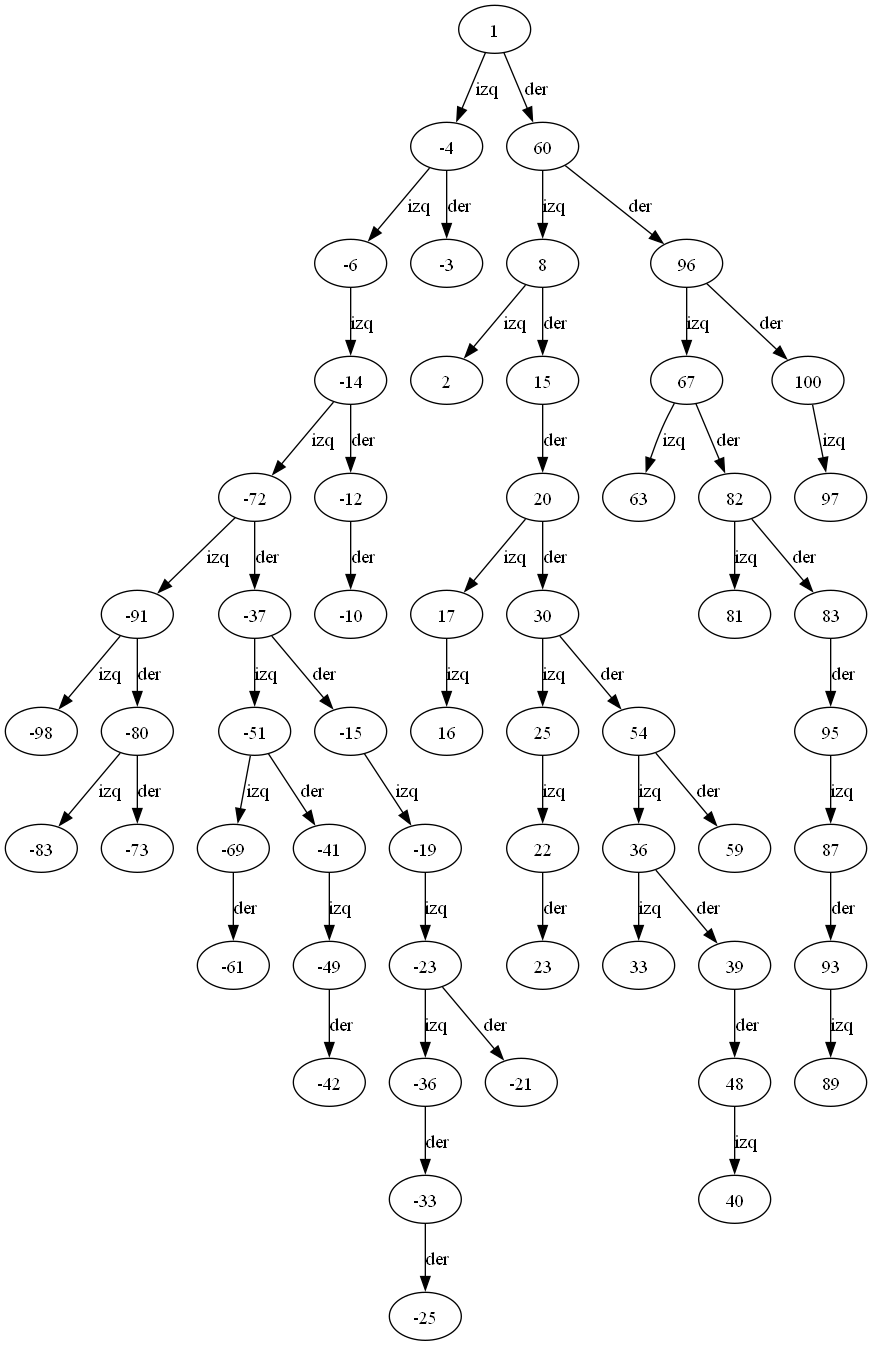 1
izq der
-4 60
izq der izq der
-6 -3 8 96
izq izq der izq der
-14 2 15 67 100
izq der der izq der izq
-72 -12 20 63 82 97
izq der der izq der izq der
-91 -37 -10 17 30 81 83
izq der izq der izq izq der der
-98 -80 -51 -15 16 25 54 95
izq der izq der izq izq izq der izq
-83 -73 -69 -41 -19 22 36 59 87
der izq izq der izq der der
-61 -49 -23 23 33 39 93
der izq der der izq
-42 -36 -21 48 89
der izq
-33 40
der
-25